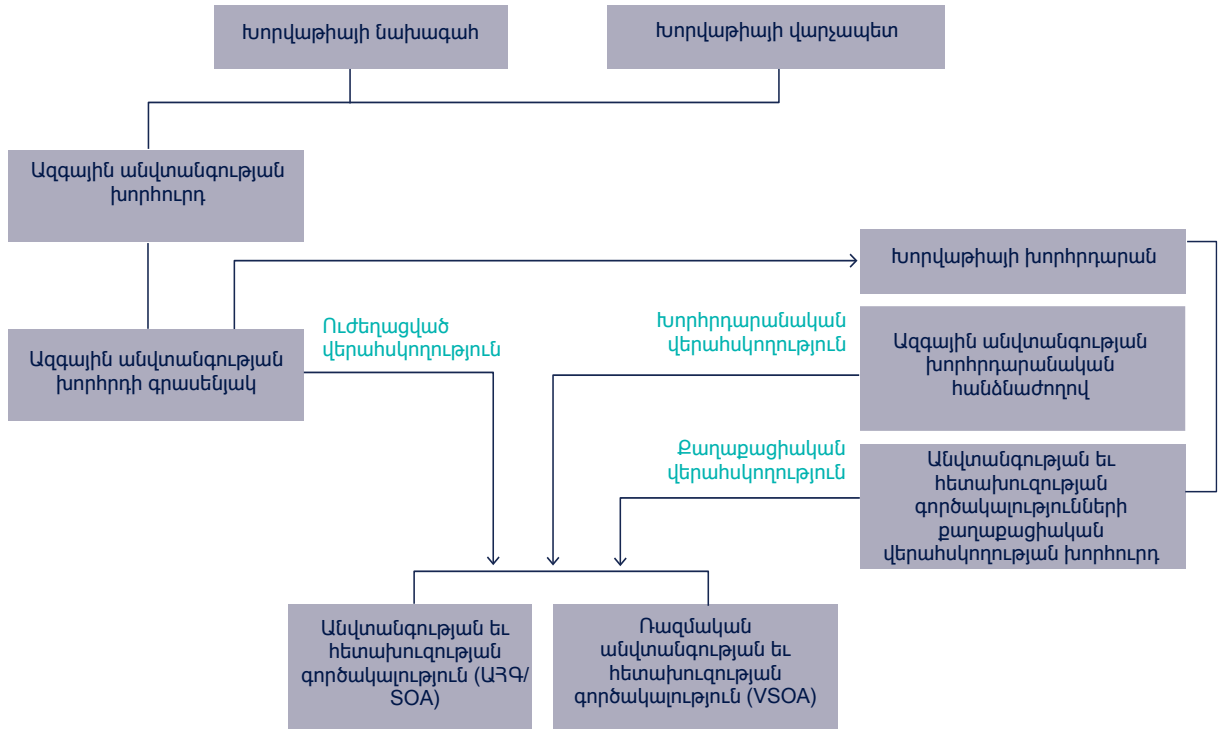 Խորվաթիայի նախագահ
Խորվաթիայի վարչապետ
Ազգային անվտանգության
խորհուրդ
Խորվաթիայի խորհրդարան
Ազգային անվտանգության
խորհրդի գրասենյակ
Ուժեղացված
վերահսկողություն
Խորհրդարանական
վերահսկողություն
Ազգային անվտանգության
խորհրդարանական
հանձնաժողով
Քաղաքացիական
վերահսկողություն
Անվտանգության եւ
հետախուզության
գործակալությունների
քաղաքացիական
վերահսկողության խորհուրդ
Անվտանգության եւ
հետախուզության
գործակալություն (ԱՀԳ/
SOA)
Ռազմական
անվտանգության եւ
հետախուզության
գործակալություն (VSOA)